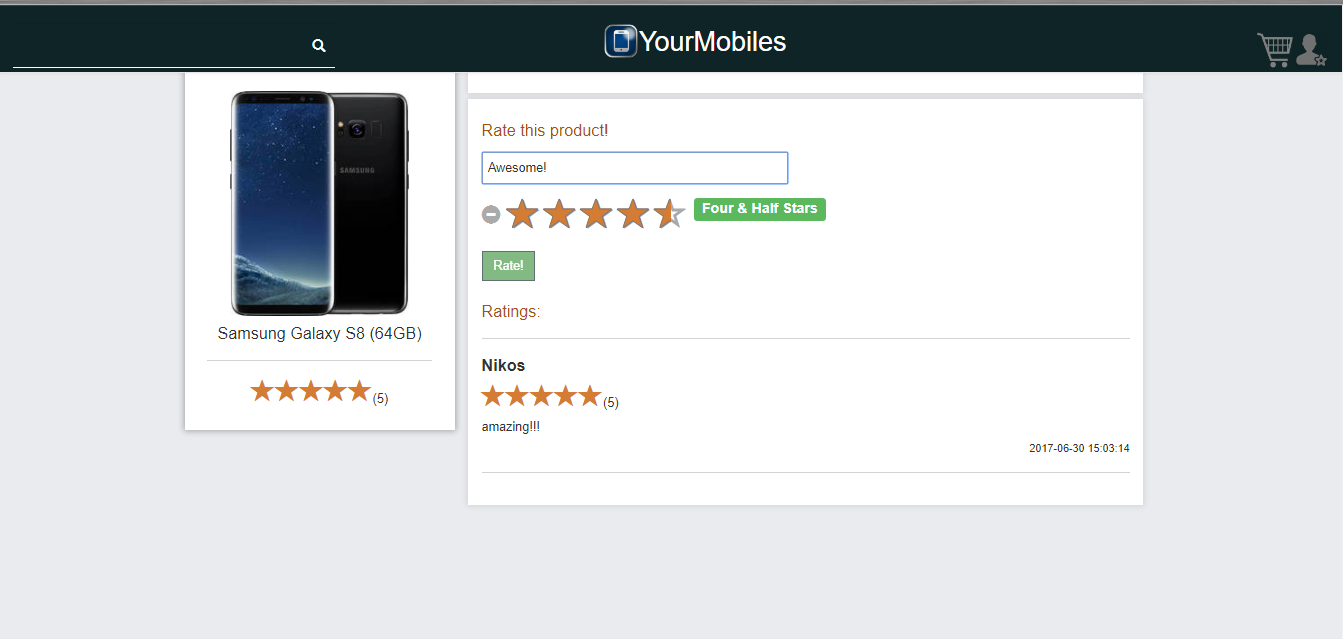 YourMobiles
SAMSUNG
Samsung Galaxy S8 (64GB)
(5)
Rate this product!
Awesome!
Four & Half Stars
Rate!
Ratings:
Nikos
(5)
amazing!!!
2017-06-30 15:03:14